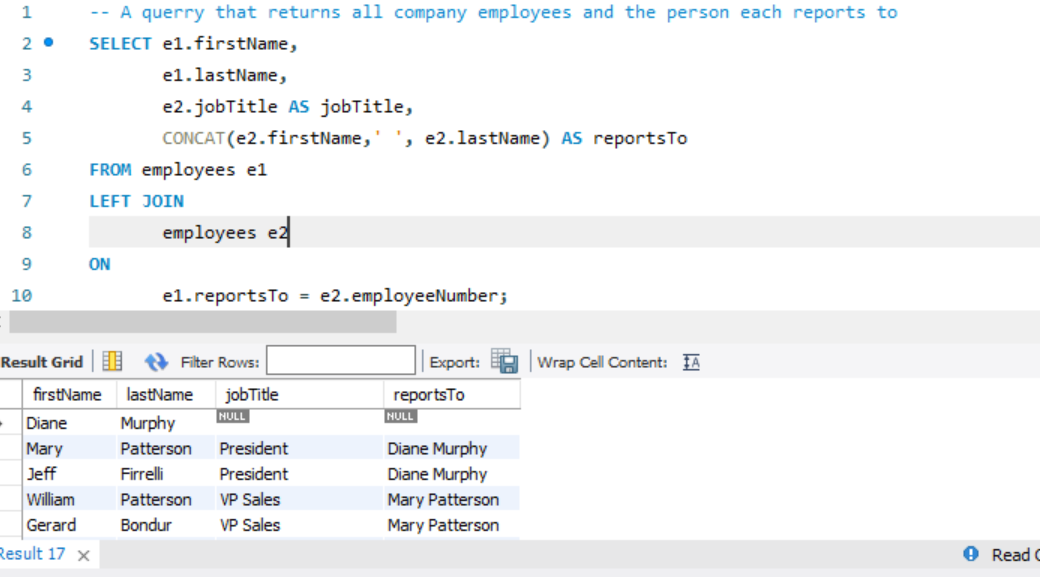 1 -- A querry that returns all company employees and the person each reports to
2 SELECT e1.firstName,
3 e1.lastName,
4 e2.jobTitle AS jobTitle,
5 CONCAT(e2.firstName,' ', e2.lastName) AS reportsTo
6 FROM employees e1
7 LEFT JOIN
8 employees e2
9 ON
10 e1.reportsTo = e2.employeeNumber;
Result Grid Filter Rows: Export: Wrap Cell Content: IA
firstName lastName jobTitle reportsTo
Diane Murphy NULL NULL
Mary Patterson President Diane Murphy
Jeff Firrelli President Diane Murphy
William Patterson VP Sales Mary Patterson
Gerard Bondur VP Sales Mary Patterson
Result 17 × Read